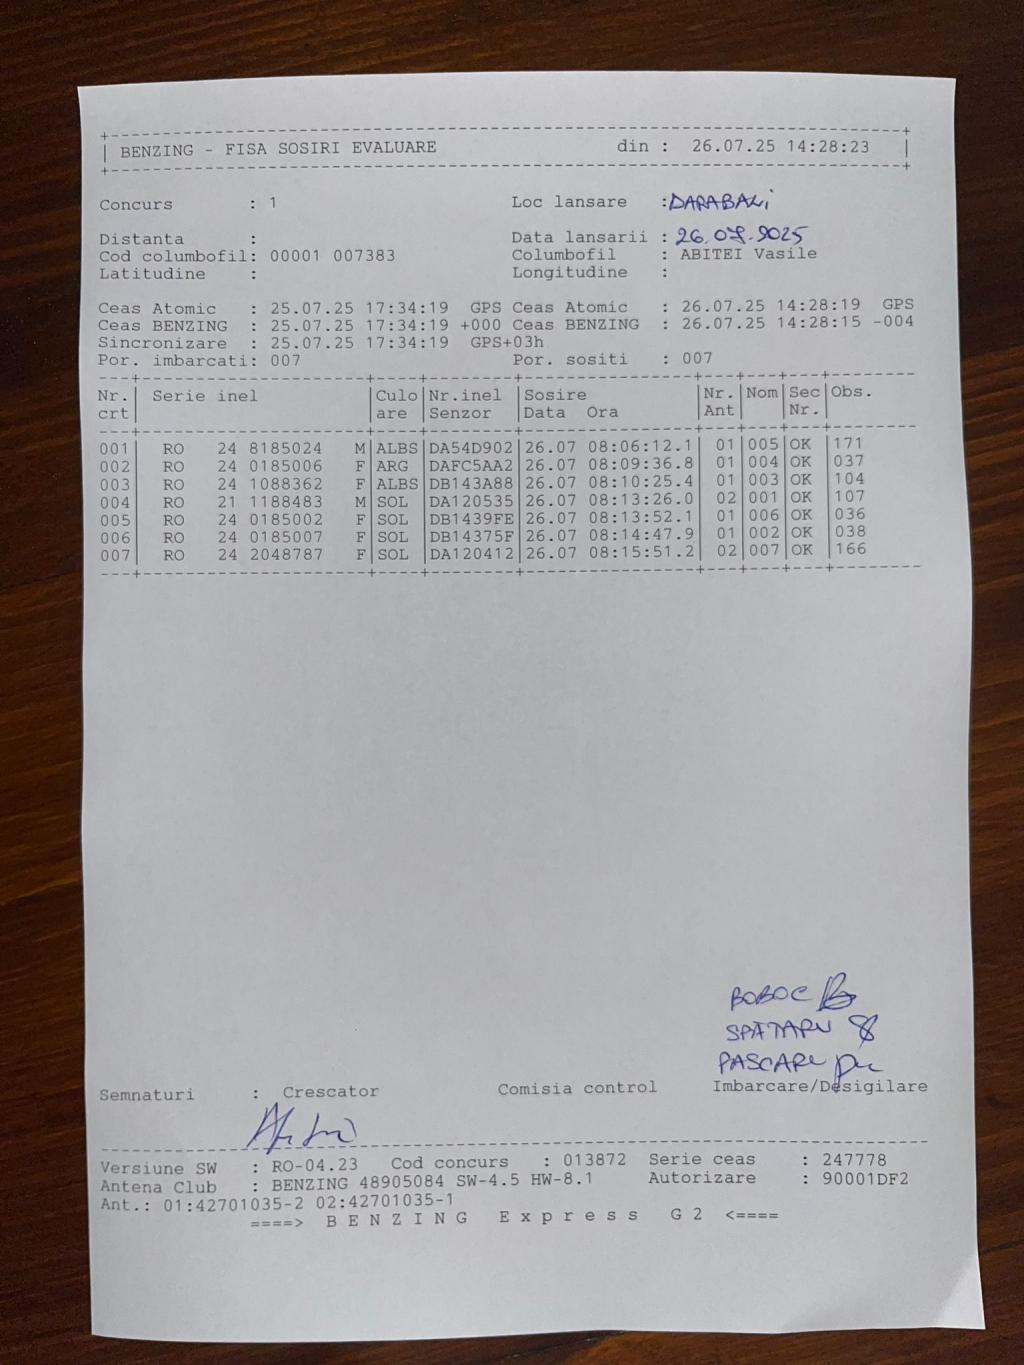 BENZING - FISA SOSIRI EVALUARE din : 26.07.25 14:28:23
Concurs : 1 Loc lansare : DARABANi
Distanta : Data lansarii : 26.07.2025
Cod columbofil: 00001 007383 Columbofil : ABITEI Vasile
Latitudine : Longitudine :
Ceas Atomic : 25.07.25 17:34:19 GPS Ceas Atomic : 26.07.25 14:28:19 GPS
Ceas BENZING : 25.07.25 17:34:19 +000 Ceas BENZING : 26.07.25 14:28:15 -004
Sincronizare : 25.07.25 17:34:19 GPS+03h
Por. imbarcati: 007 Por. sositi : 007
Nr. Serie inel Culo Nr.inel Sosire Nr. Nom Sec Obs.
crt are Senzor Data Ora Ant Nr.
001 RO 24 8185024 M ALBS DA54D902 26.07 08:06:12.1 01 005 OK 171
002 RO 24 0185006 F ARG DAFC5AA2 26.07 08:09:36.8 01 004 OK 037
003 RO 24 1088362 F ALBS DB143A88 26.07 08:10:25.4 01 003 OK 104
004 RO 21 1188483 M SOL DA120535 26.07 08:13:26.0 02 001 OK 107
005 RO 24 0185002 F SOL DB1439FE 26.07 08:13:52.1 01 006 OK 036
006 RO 24 0185007 F SOL DB14375F 26.07 08:14:47.9 01 002 OK 038
007 RO 24 2048787 F SOL DA120412 26.07 08:15:51.2 02 007 OK 166
BOBOC
SPĂTARU
PASCARU
Semnaturi : Crescator Comisia control Imbarcare/Desigilare
Versiune SW : RO-04.23 Cod concurs : 013872 Serie ceas : 247778
Antena Club : BENZING 48905084 SW-4.5 HW-8.1 Autorizare : 90001DF2
Ant.: 01:42701035-2 02:42701035-1
====> B E N Z I N G E x p r e s s G 2 <====